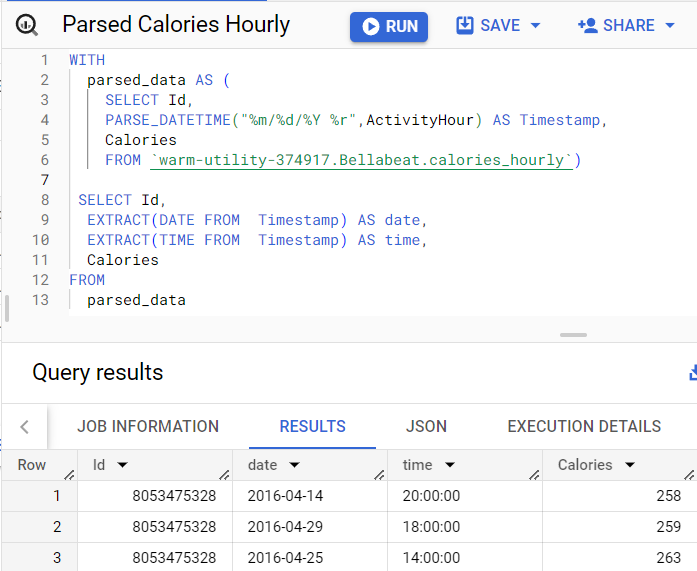 Parsed Calories Hourly RUN SAVE SHARE
1 WITH
2 parsed_data AS (
3 SELECT Id,
4 PARSE_DATETIME("%m/%d/%Y %r",ActivityHour) AS Timestamp,
5 Calories
6 FROM `warm-utility-374917.Bellabeat.calories_hourly`)
7
8 SELECT Id,
9 EXTRACT(DATE FROM  Timestamp) AS date,
10 EXTRACT(TIME FROM  Timestamp) AS time,
11 Calories
12 FROM
13 parsed_data
Query results
JOB INFORMATION RESULTS JSON EXECUTION DETAILS
Row Id date time Calories
1 8053475328 2016-04-14 20:00:00 258
2 8053475328 2016-04-29 18:00:00 259
3 8053475328 2016-04-25 14:00:00 263